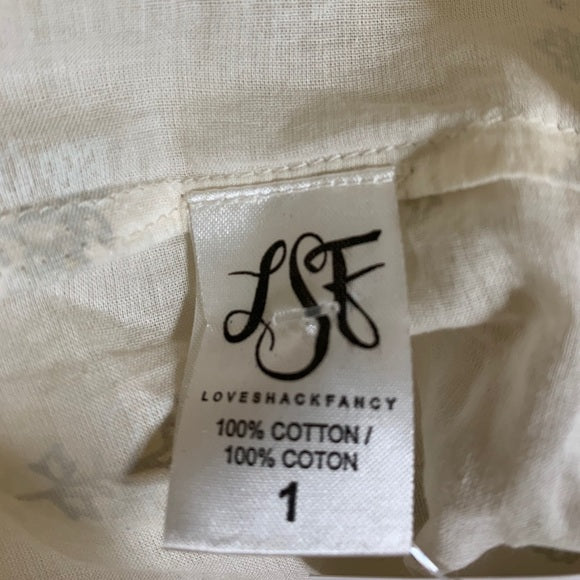 LSF
LOVESHACKFANCY
100% COTTON /
100% COTON
1